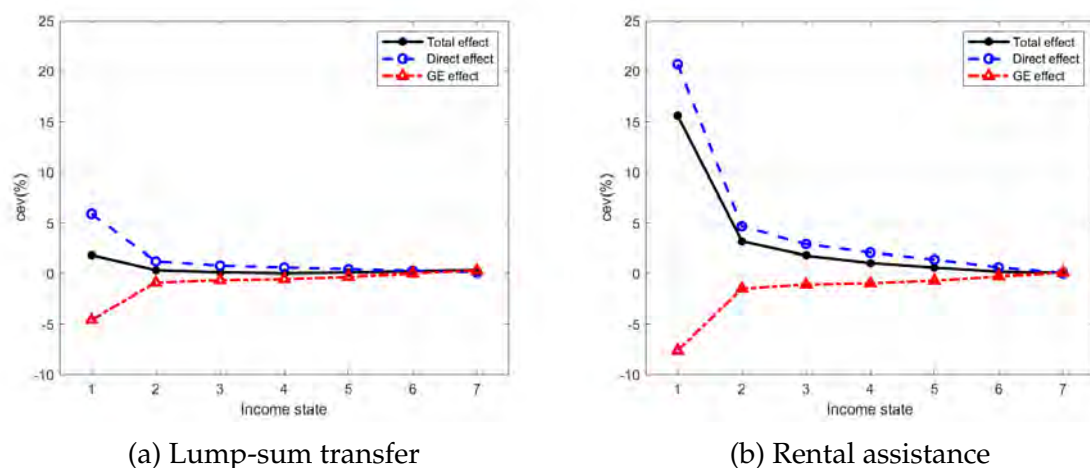 25
20
15
10
5
0
-5
-10
cev(%)
1 2 3 4 5 6 7
Income state
Total effect
Direct effect
GE effect
(a) Lump-sum transfer
25
20
15
10
5
0
-5
-10
cev(%)
1 2 3 4 5 6 7
Income state
Total effect
Direct effect
GE effect
(b) Rental assistance